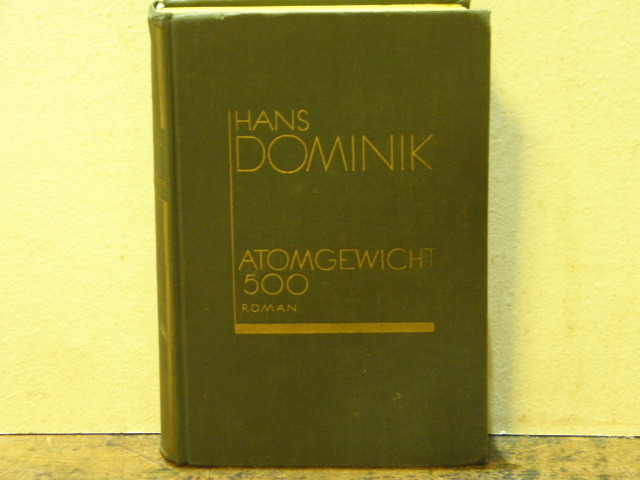 HANS
DOMINIK
ATOMGEWICHT
500
ROMAN